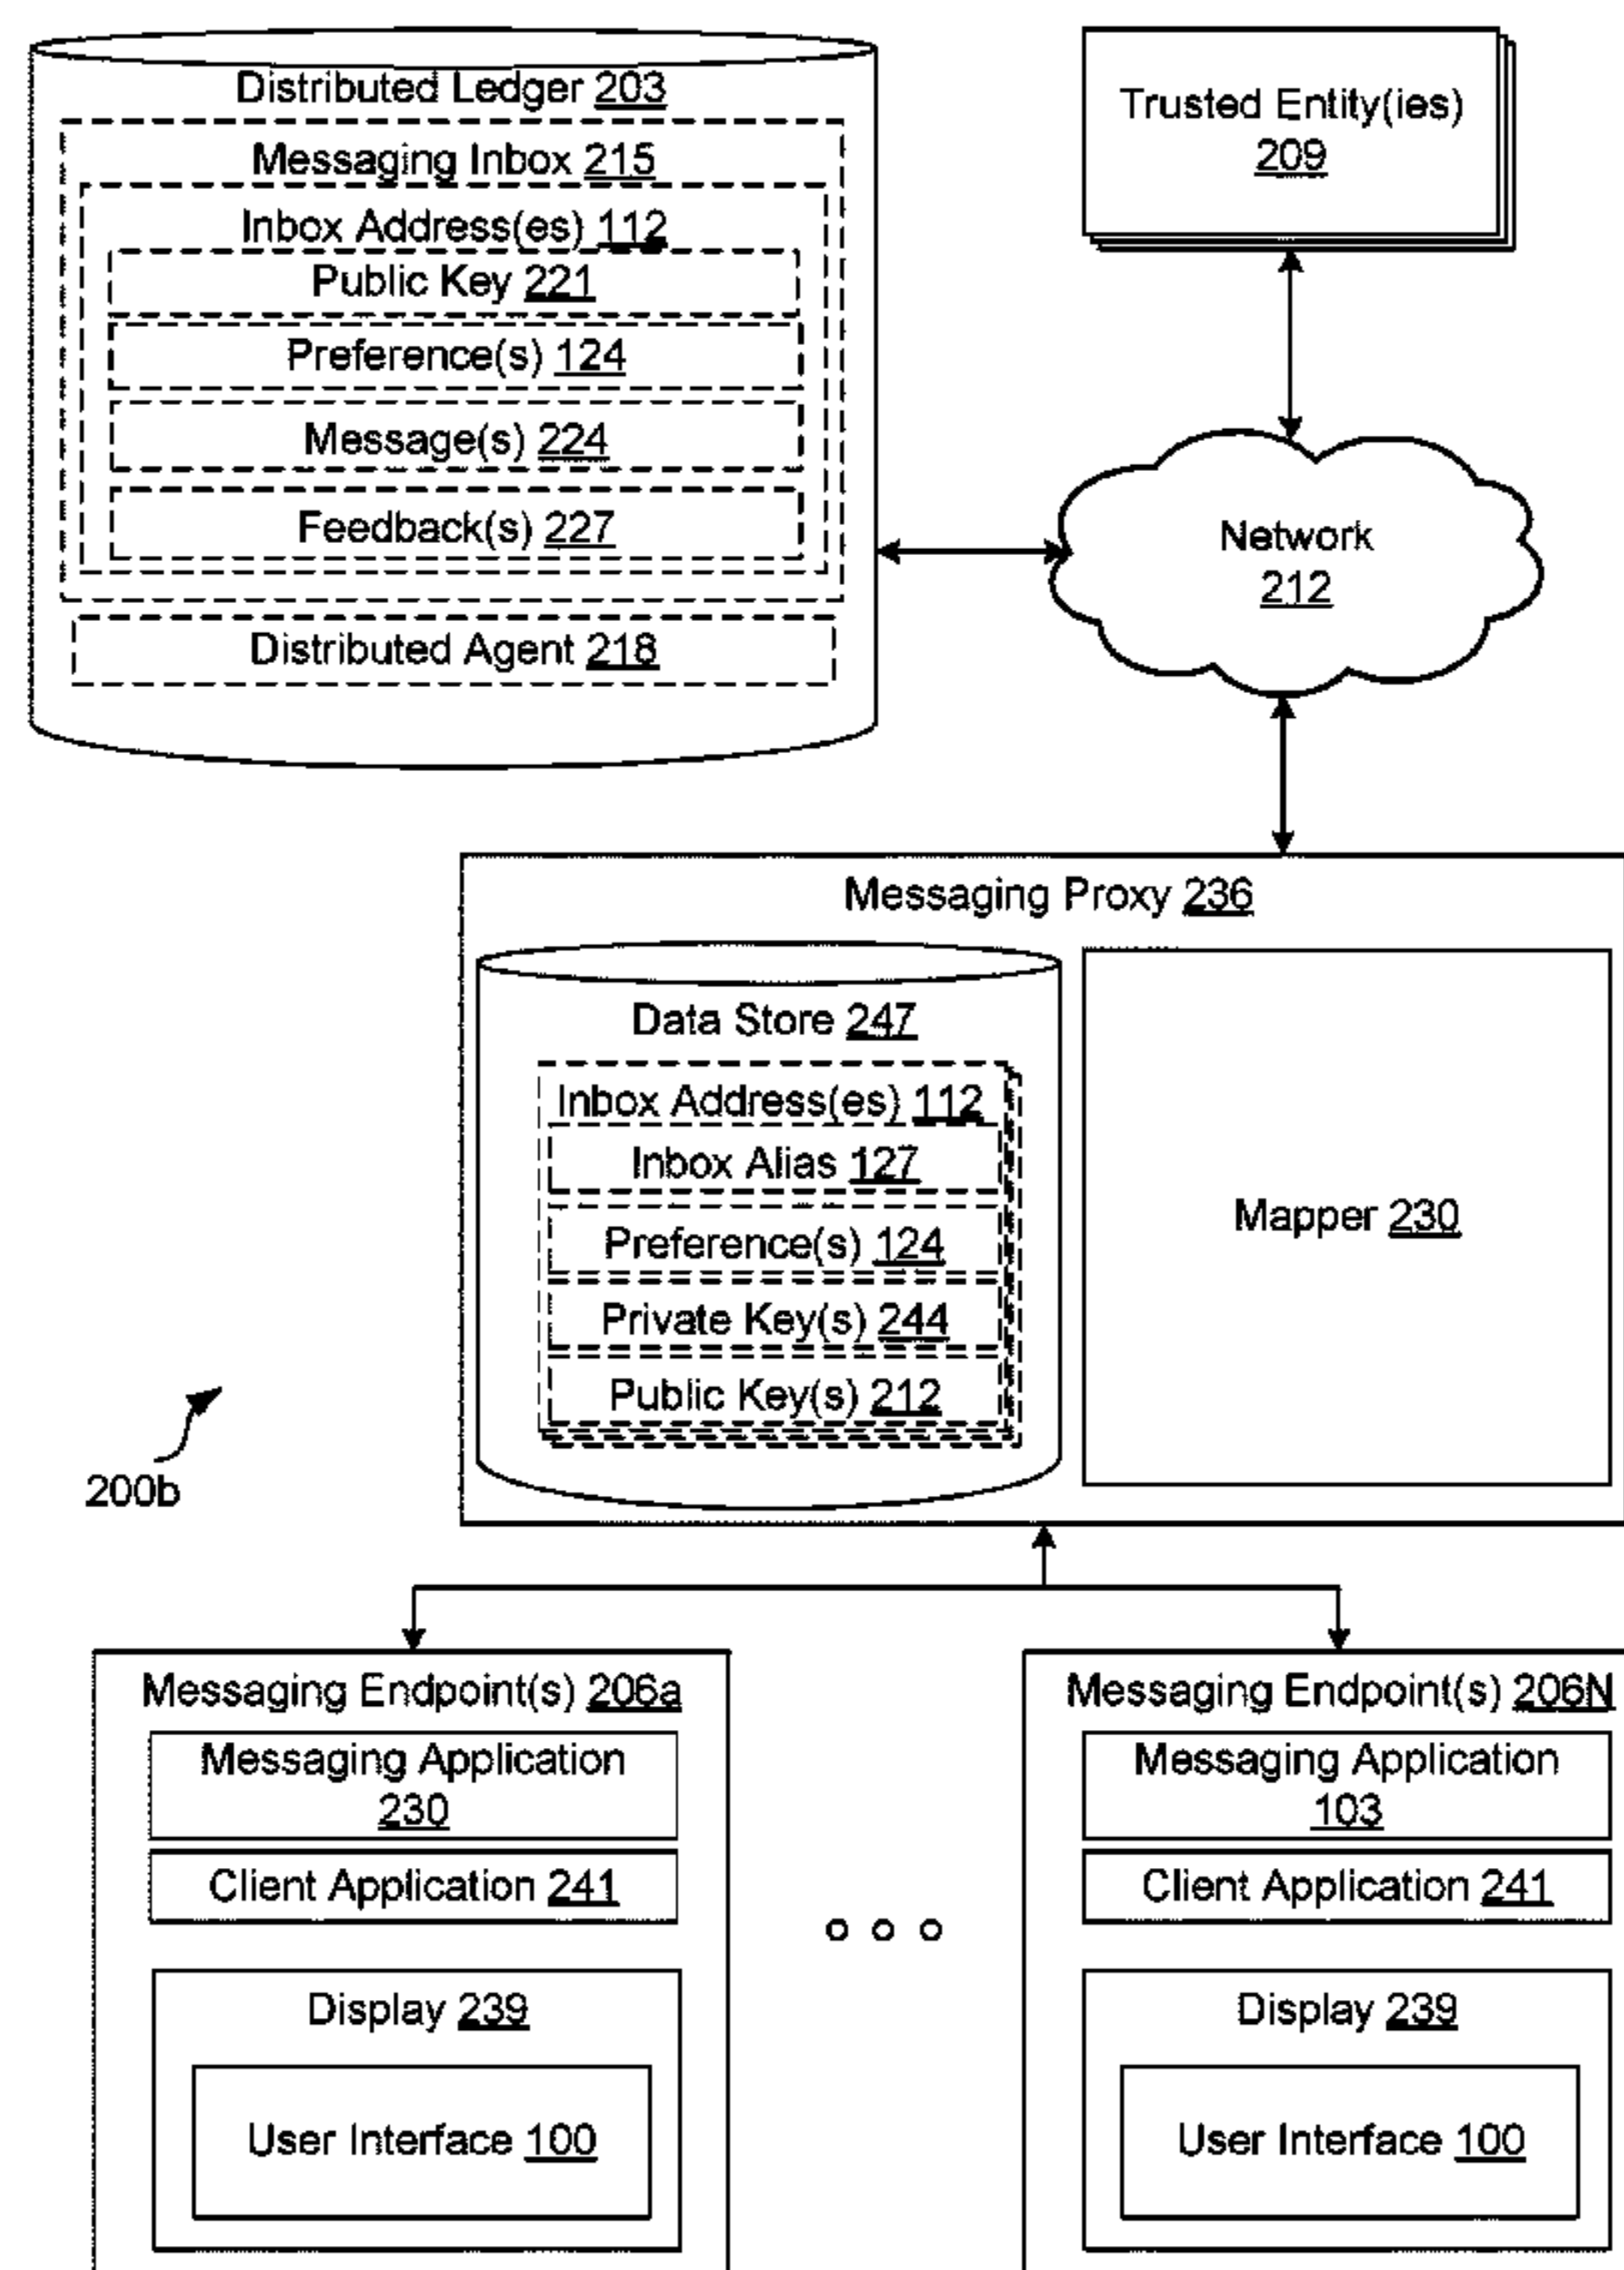 Distributed Ledger 203
Messaging Inbox 215
Inbox Address(es) 112
Public Key 221
Preference(s) 124
Message(s) 224
Feedback(s) 227
Distributed Agent 218
Trusted Entity(ies)
209
Network
212
Messaging Proxy 236
Data Store 247
Inbox Address(es) 112
Inbox Alias 127
Preference(s) 124
Private Key(s) 244
Public Key(s) 212
Mapper 230
200b
Messaging Endpoint(s) 206a
Messaging Application
230
Client Application 241
Display 239
User Interface 100
Messaging Endpoint(s) 206N
Messaging Application
103
Client Application 241
Display 239
User Interface 100